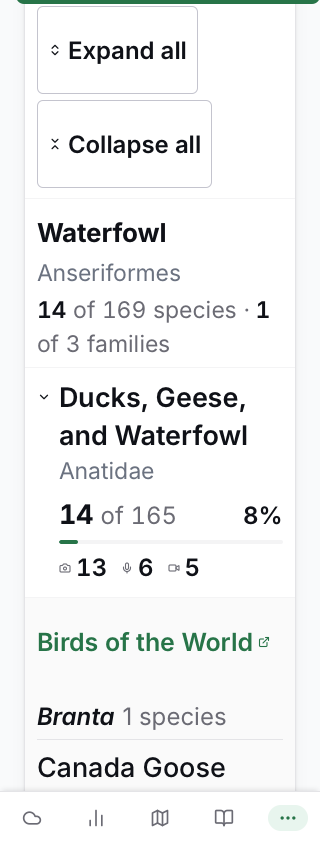 Expand all
Collapse all
Waterfowl
Anseriformes
14 of 169 species · 1
of 3 families
Ducks, Geese,
and Waterfowl
Anatidae
14 of 165 8%
13 6 5
Birds of the World
Branta 1 species
Canada Goose